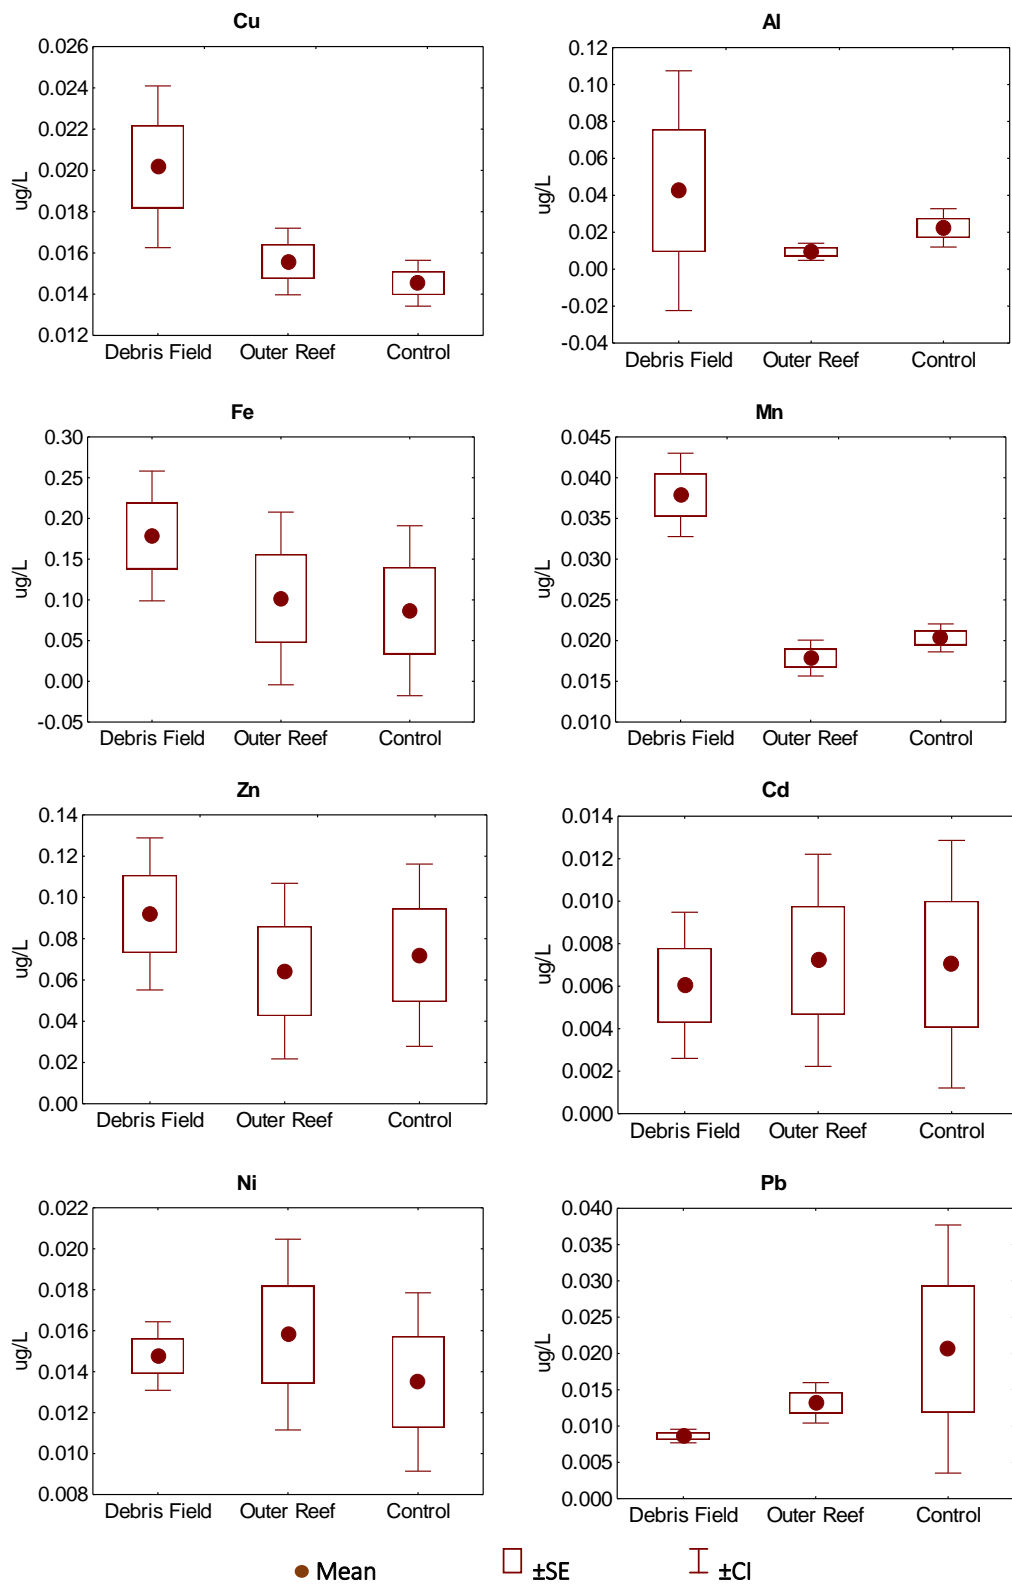 Cu
0.026
0.024
0.022
0.020
0.018
0.016
0.014
0.012
ug/L
Debris Field Outer Reef Control
Al
0.12
0.10
0.08
0.06
0.04
0.02
0.00
-0.02
-0.04
ug/L
Debris Field Outer Reef Control
Fe
0.30
0.25
0.20
0.15
0.10
0.05
0.00
-0.05
ug/L
Debris Field Outer Reef Control
Mn
0.045
0.040
0.035
0.030
0.025
0.020
0.015
0.010
ug/L
Debris Field Outer Reef Control
Zn
0.14
0.12
0.10
0.08
0.06
0.04
0.02
0.00
ug/L
Debris Field Outer Reef Control
Cd
0.014
0.012
0.010
0.008
0.006
0.004
0.002
0.000
ug/L
Debris Field Outer Reef Control
Ni
0.022
0.020
0.018
0.016
0.014
0.012
0.010
0.008
ug/L
Debris Field Outer Reef Control
Pb
0.040
0.035
0.030
0.025
0.020
0.015
0.010
0.005
0.000
ug/L
Debris Field Outer Reef Control
Mean ±SE ±CI